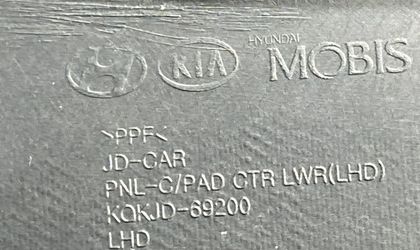 KIA HYUNDAI MOBIS
>PPF<
JD-CAR
PNL-C/PAD CTR LWR(LHD)
KQKJD-69200
LHD